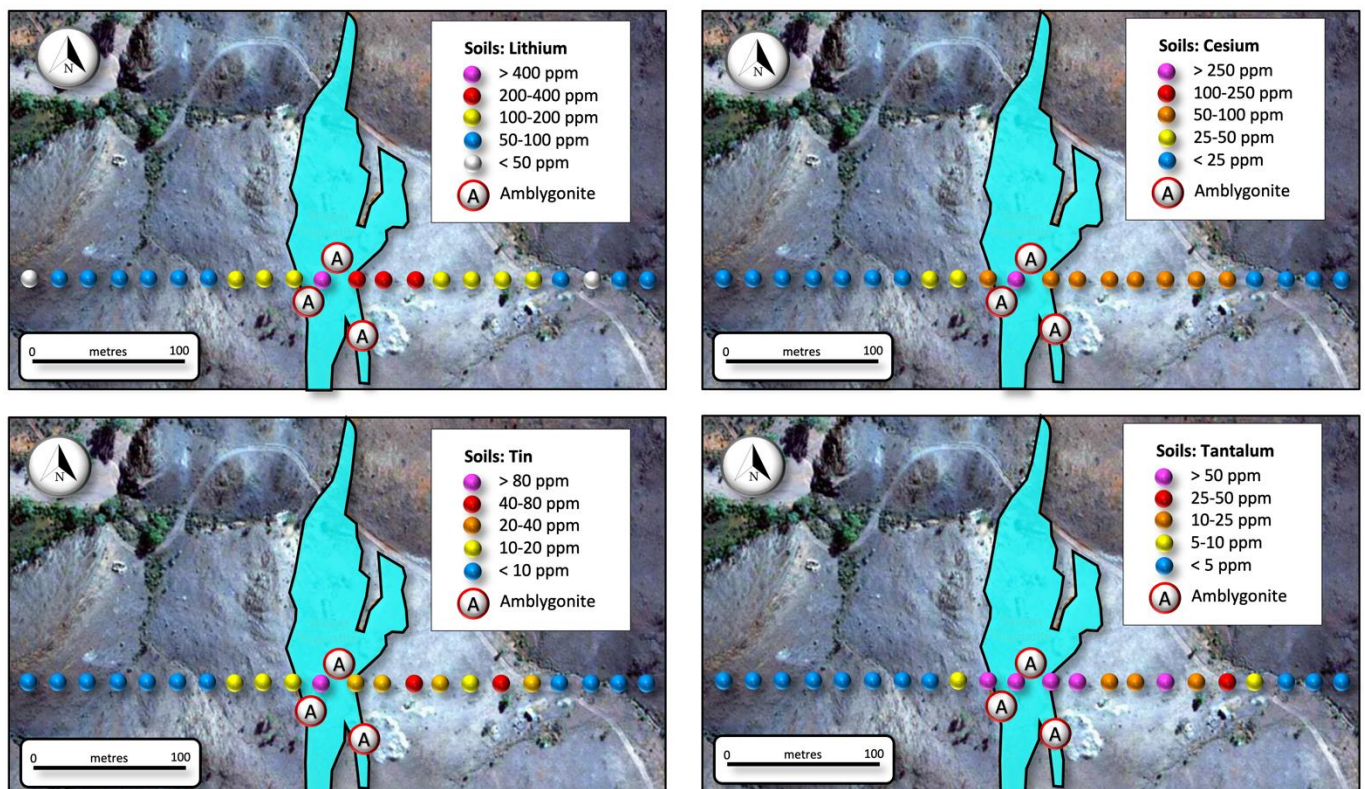 N
Soils: Lithium
> 400 ppm
200-400 ppm
100-200 ppm
50-100 ppm
< 50 ppm
A Amblygonite
A
A
A
0 metres 100
N
Soils: Cesium
> 250 ppm
100-250 ppm
50-100 ppm
25-50 ppm
< 25 ppm
A Amblygonite
A
A
A
0 metres 100
N
Soils: Tin
> 80 ppm
40-80 ppm
20-40 ppm
10-20 ppm
< 10 ppm
A Amblygonite
A
A
A
0 metres 100
N
Soils: Tantalum
> 50 ppm
25-50 ppm
10-25 ppm
5-10 ppm
< 5 ppm
A Amblygonite
A
A
A
0 metres 100